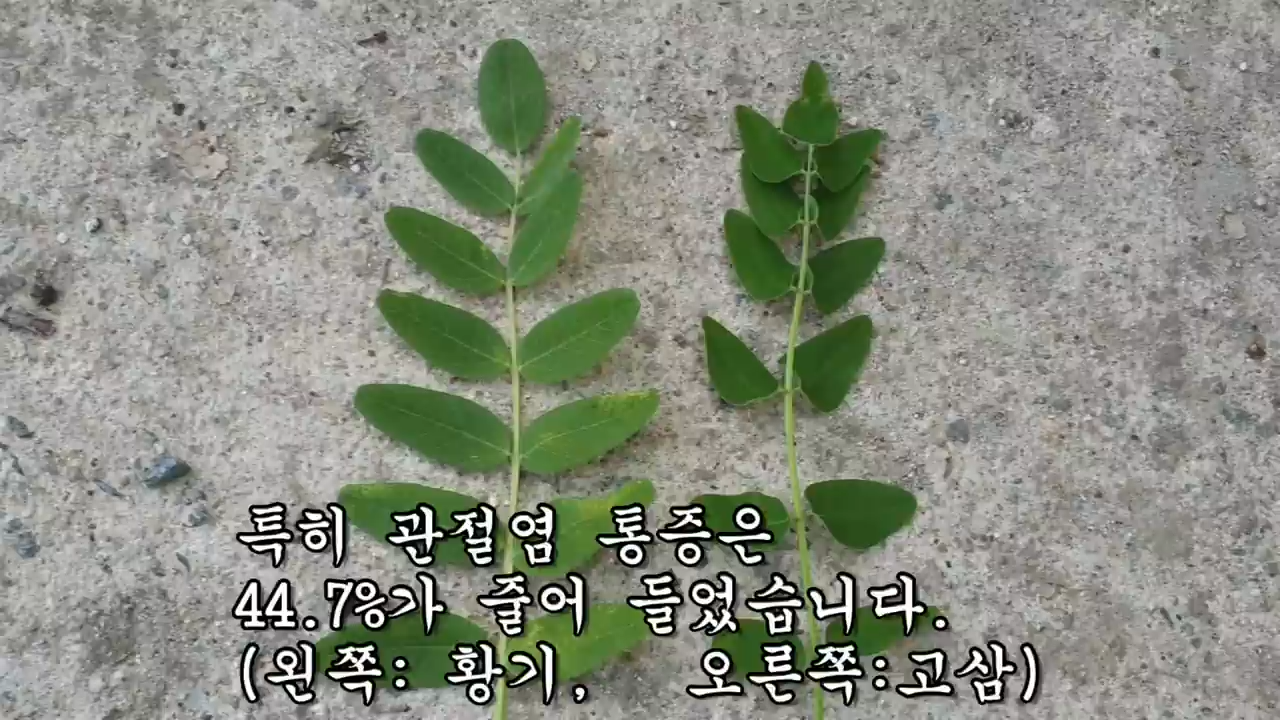 특히 관절염 통증은
44.7%가 줄어 들었습니다.
(왼쪽: 황기, 오른쪽:고삼)